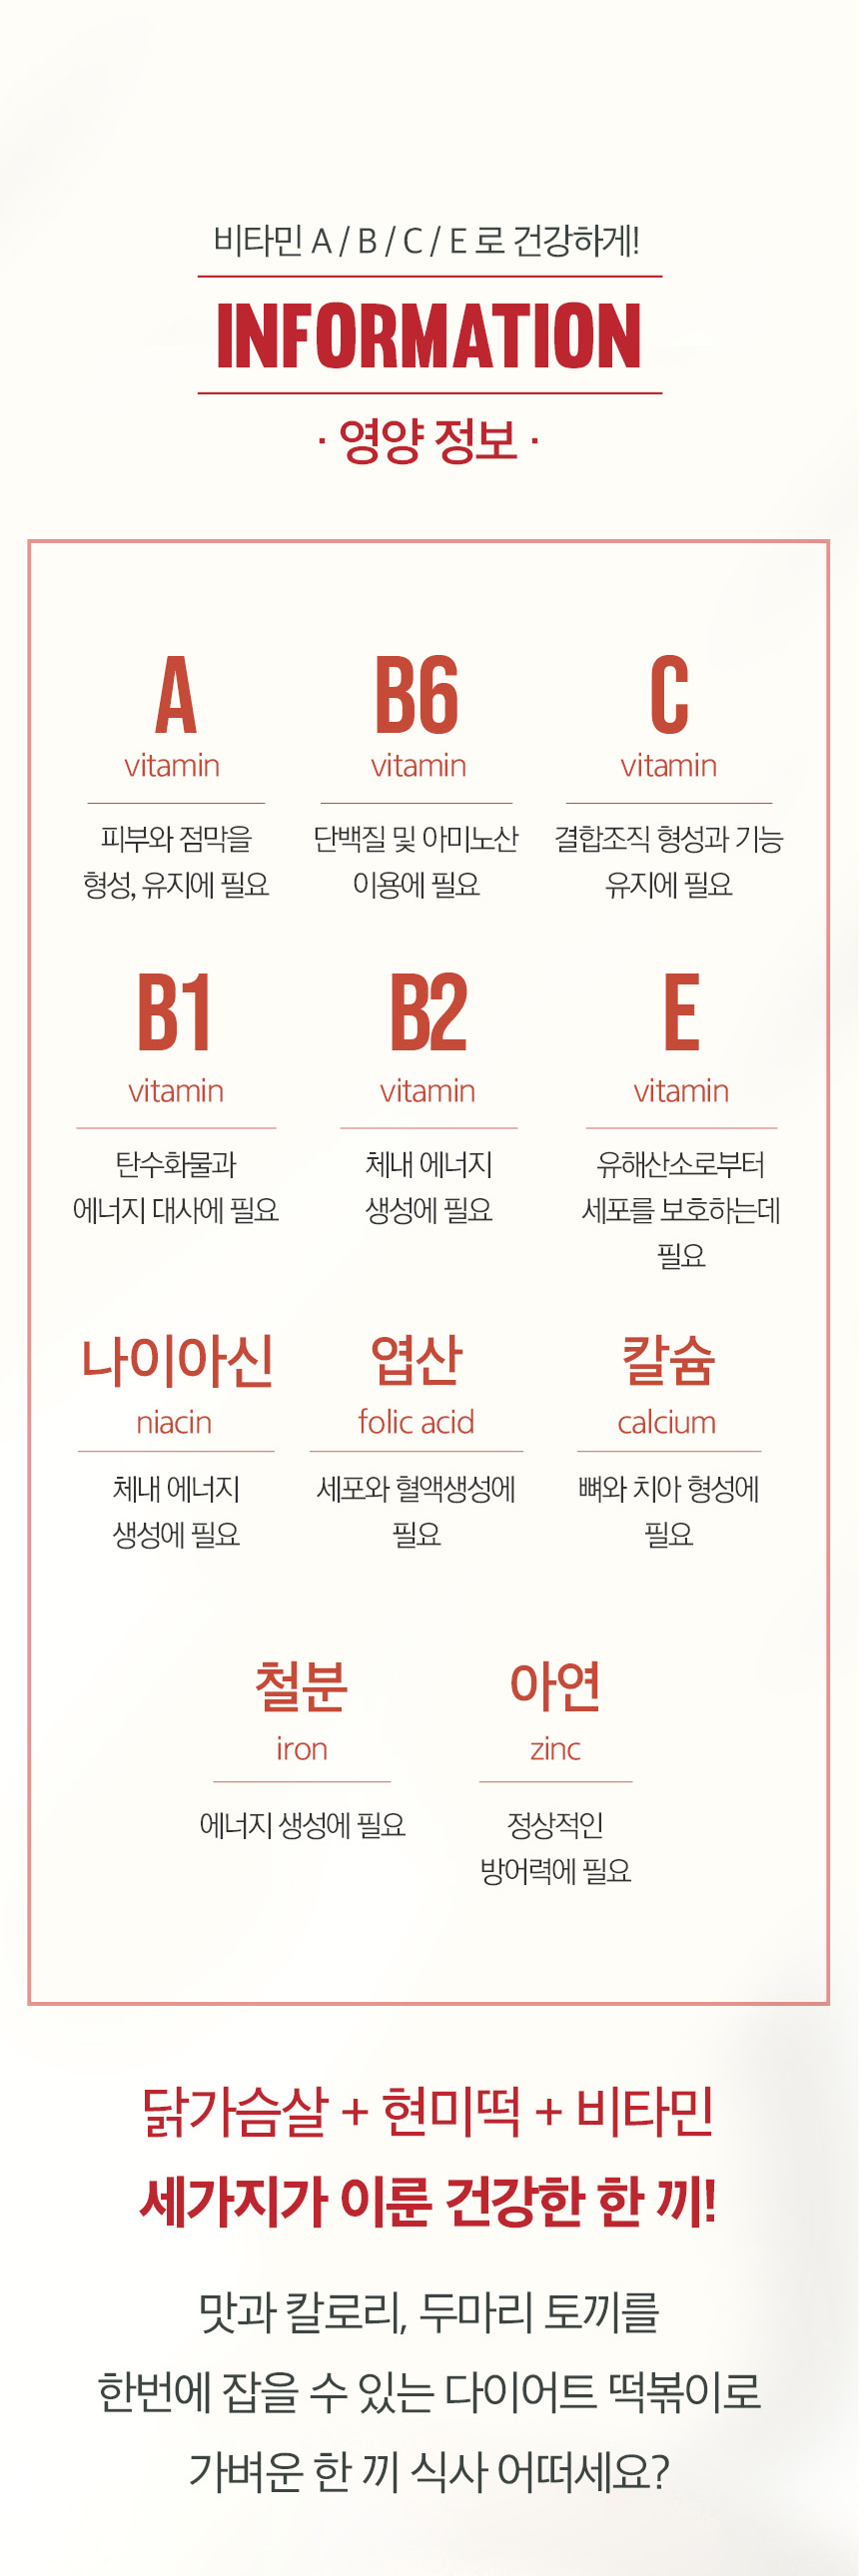 비타민 A / B / C / E 로 건강하게!
INFORMATION
· 영양 정보 ·
A
vitamin
피부와 점막을
형성, 유지에 필요
B6
vitamin
단백질 및 아미노산
이용에 필요
C
vitamin
결합조직 형성과 기능
유지에 필요
B1
vitamin
탄수화물과
에너지 대사에 필요
B2
vitamin
체내 에너지
생성에 필요
E
vitamin
유해산소로부터
세포를 보호하는데
필요
나이아신
niacin
체내 에너지
생성에 필요
엽산
folic acid
세포와 혈액생성에
필요
칼슘
calcium
뼈와 치아 형성에
필요
철분
iron
에너지 생성에 필요
아연
zinc
정상적인
방어력에 필요
닭가슴살 + 현미떡 + 비타민
세가지가 이룬 건강한 한 끼!
맛과 칼로리, 두마리 토끼를
한번에 잡을 수 있는 다이어트 떡볶이로
가벼운 한 끼 식사 어떠세요?